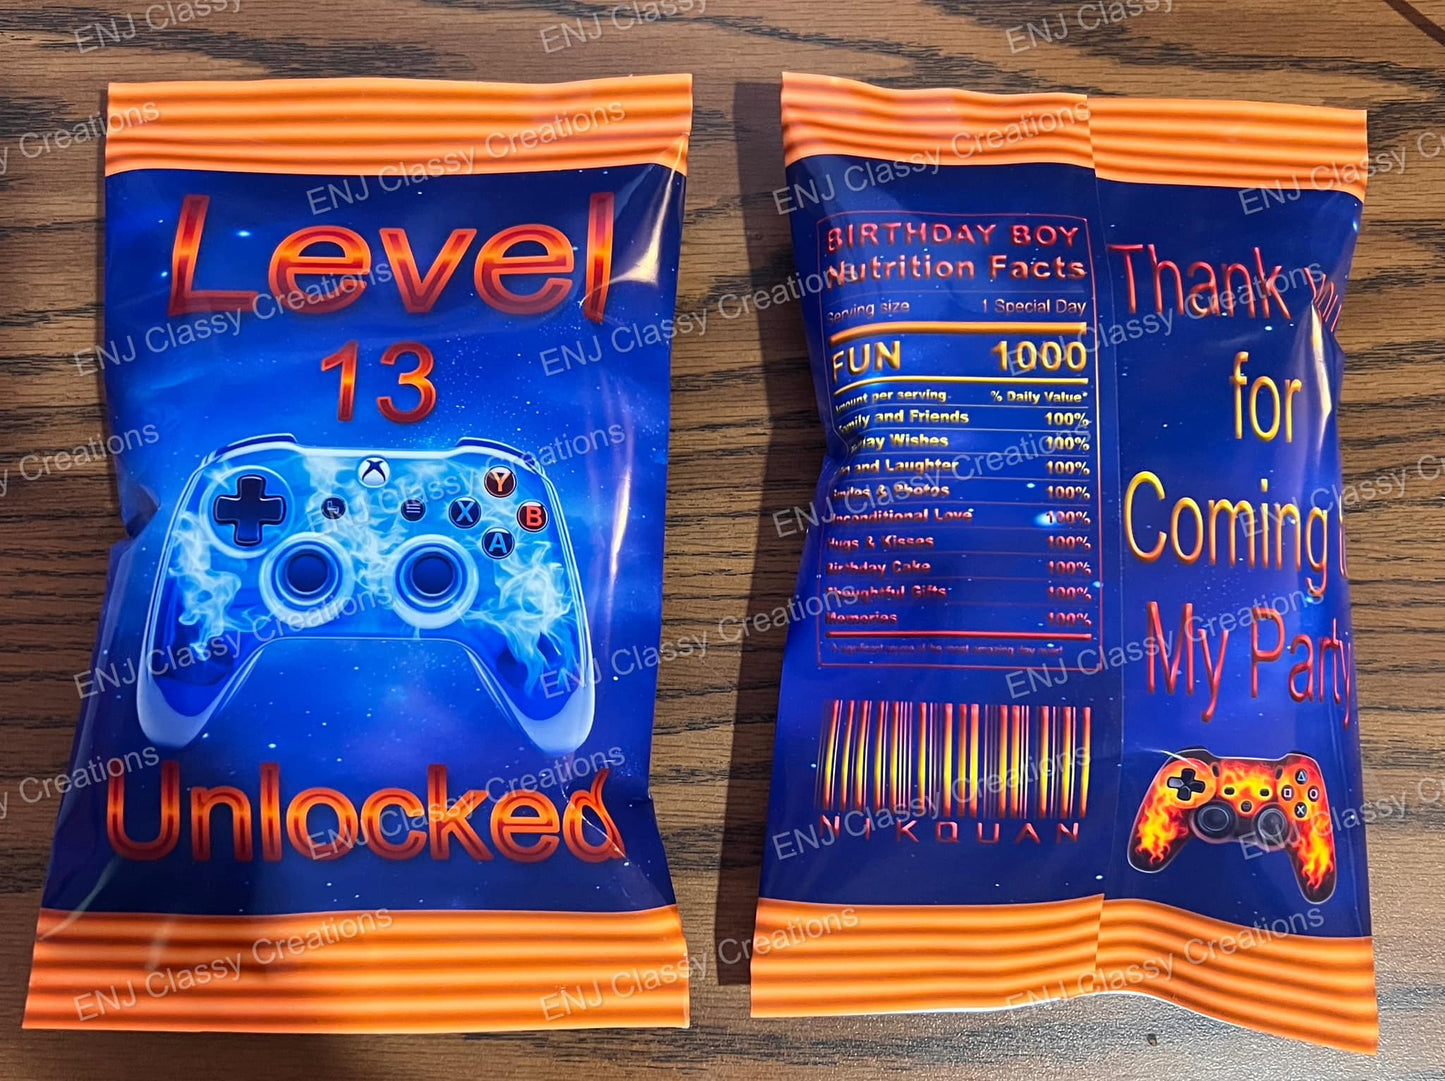 Level
13
Y
X
B
A
Unlocked
BIRTHDAY BOY
Nutrition Facts
Serving size 1 Special Day
FUN 1000
Amount per serving % Daily Value*
Family and Friends 100%
Wishes 100%
and Laughter 100%
Smiles & Photos 100%
Unconditional Love 100%
Hugs & Kisses 100%
Birthday Cake 100%
Thoughtful Gifts 100%
Memories 100%
KQUAN
Thank You
for
Coming
My Party
ENJ Classy Creations